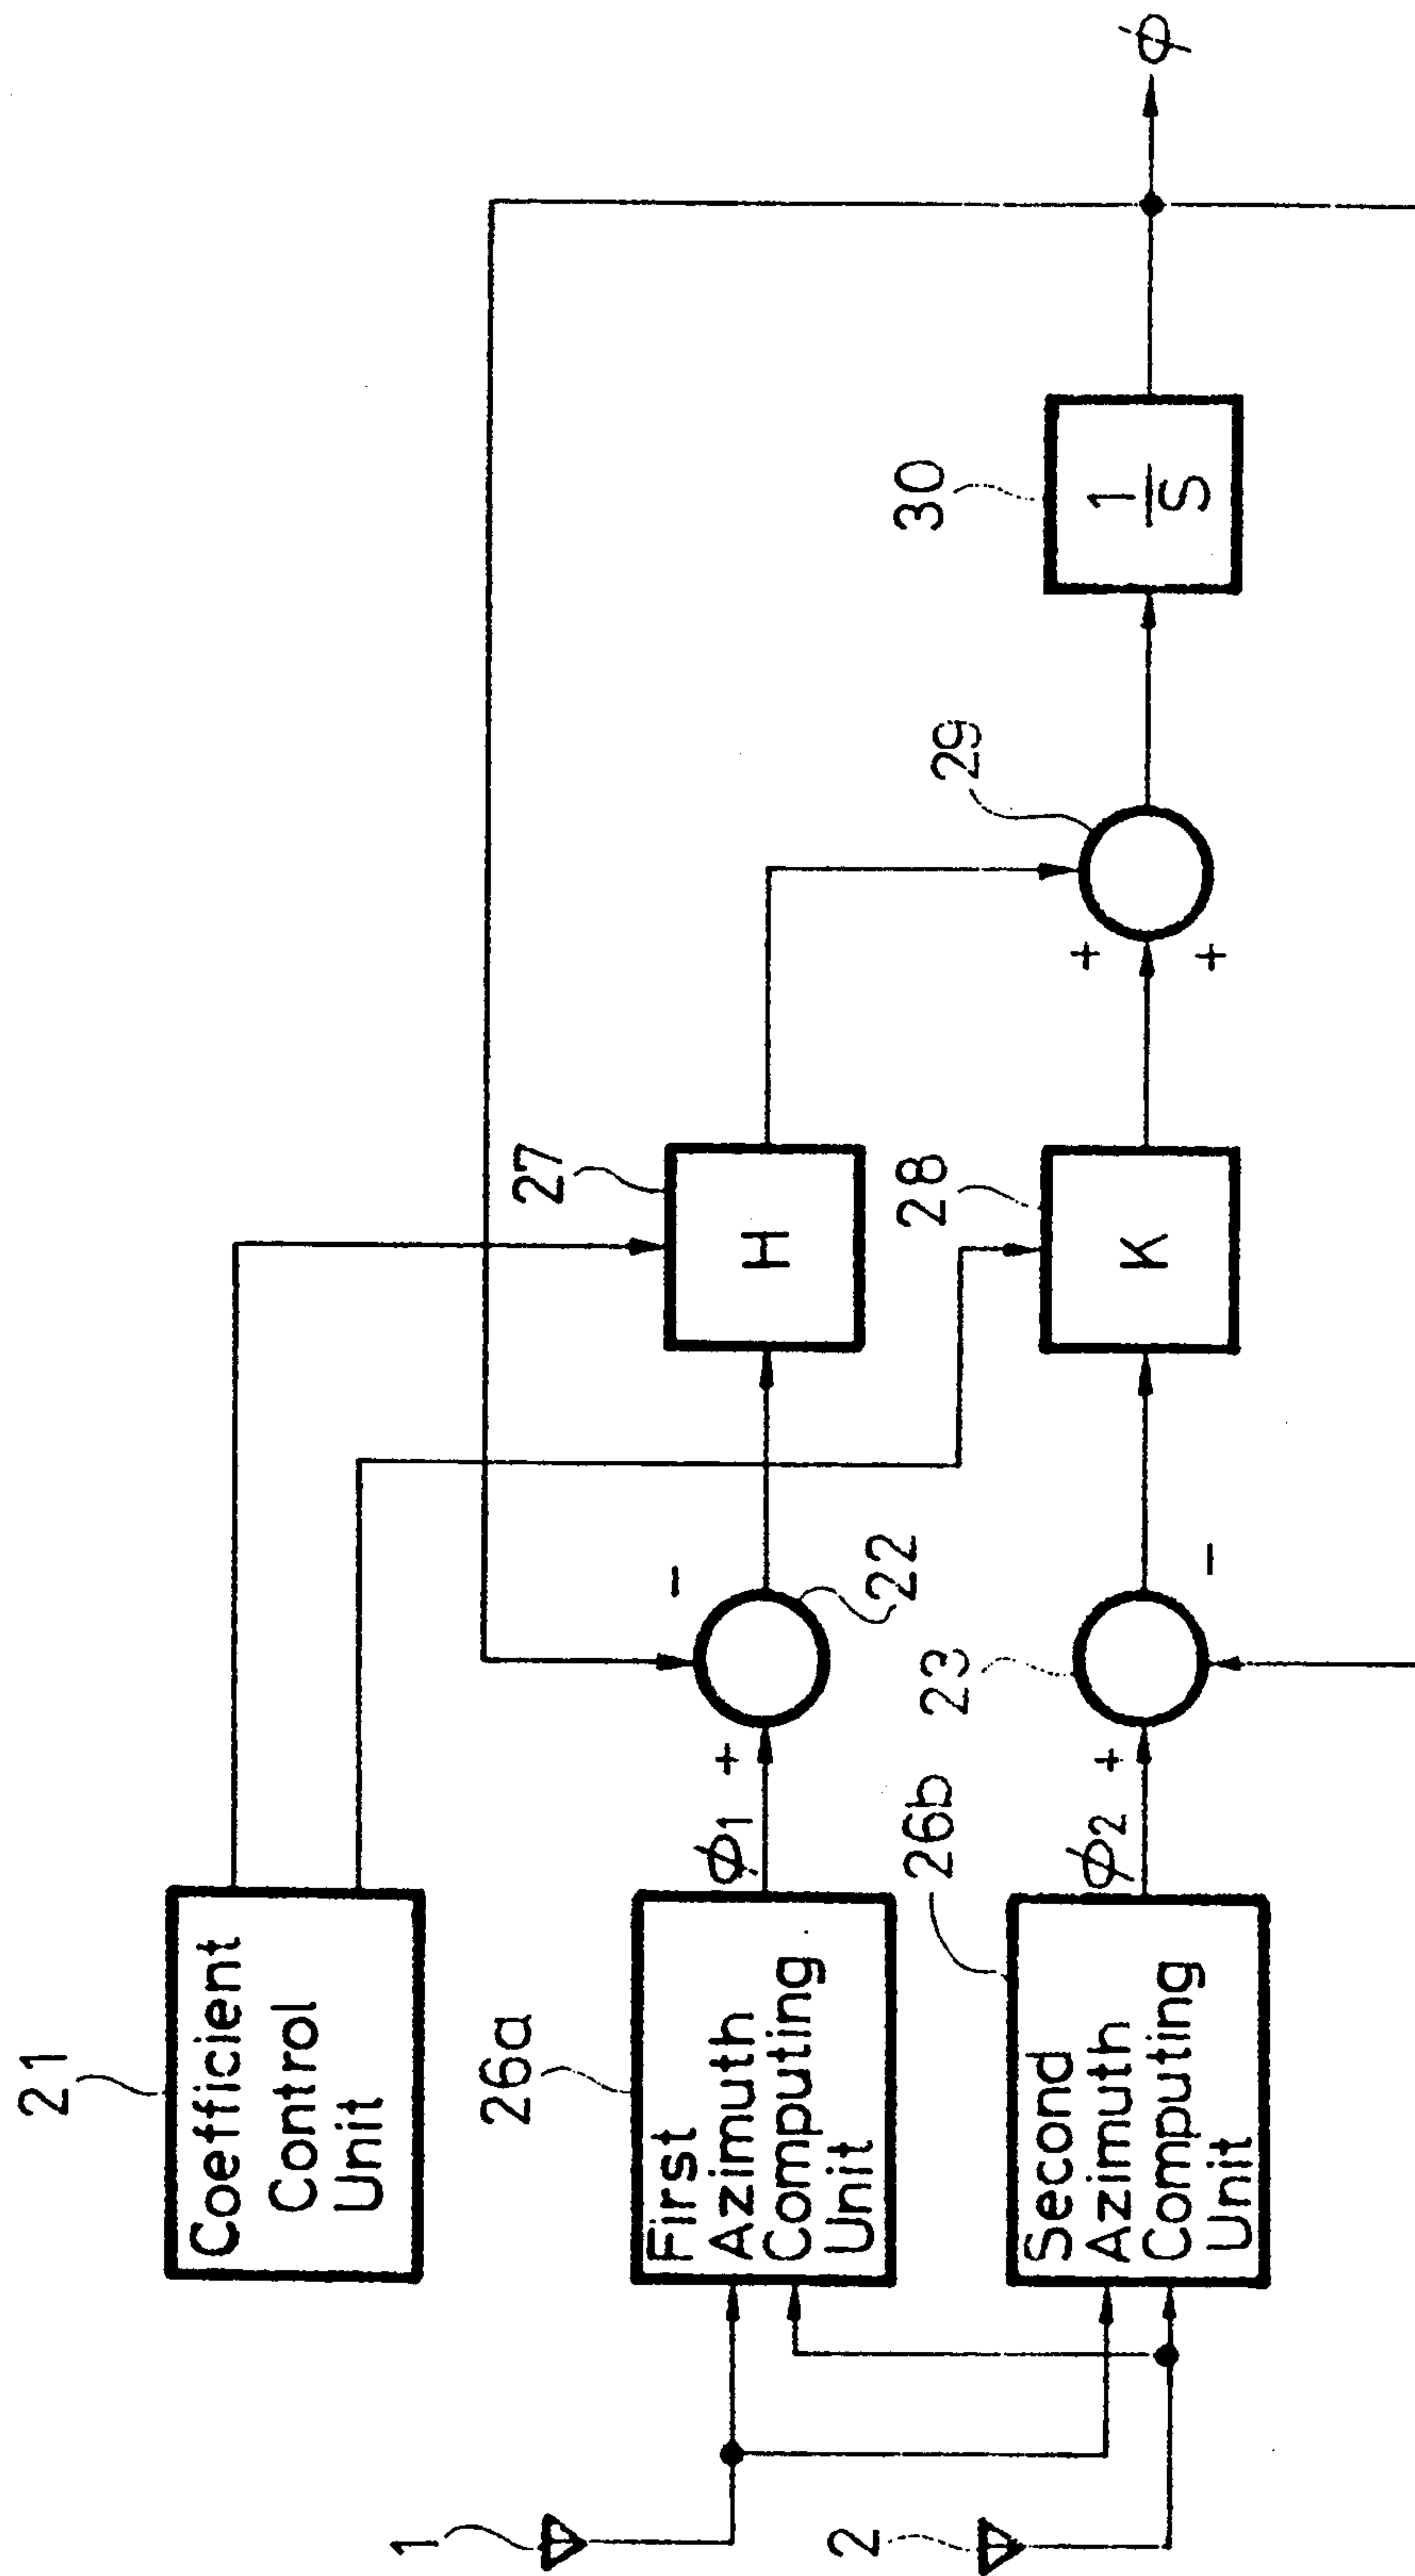 21
Coefficient
Control
Unit
1
26a
First
Azimuth
Computing
Unit
ϕ1
+
-
22
27
H
2
26b
Second
Azimuth
Computing
Unit
ϕ2
+
-
23
28
K
+
+
29
30
1
S
ϕ